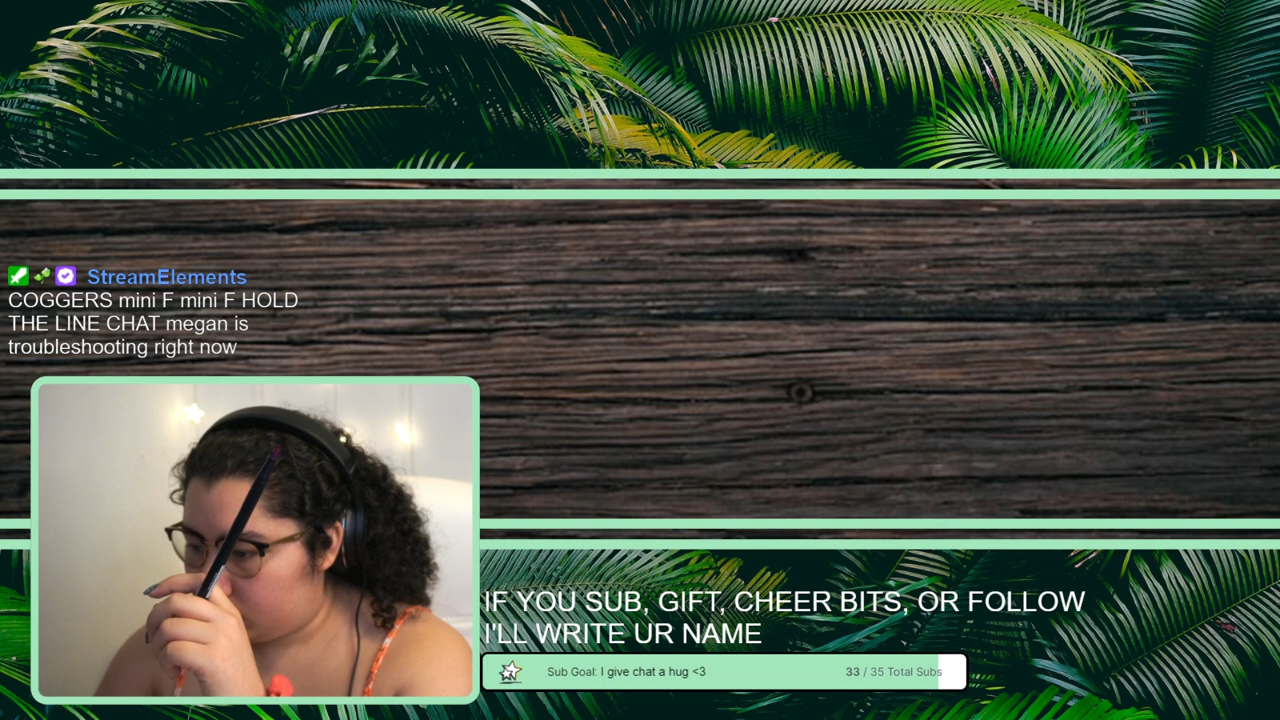 StreamElements
COGGERS mini F mini F HOLD
THE LINE CHAT megan is
troubleshooting right now
IF YOU SUB, GIFT, CHEER BITS, OR FOLLOW
I'LL WRITE UR NAME
Sub Goal: I give chat a hug <3 33 / 35 Total Subs